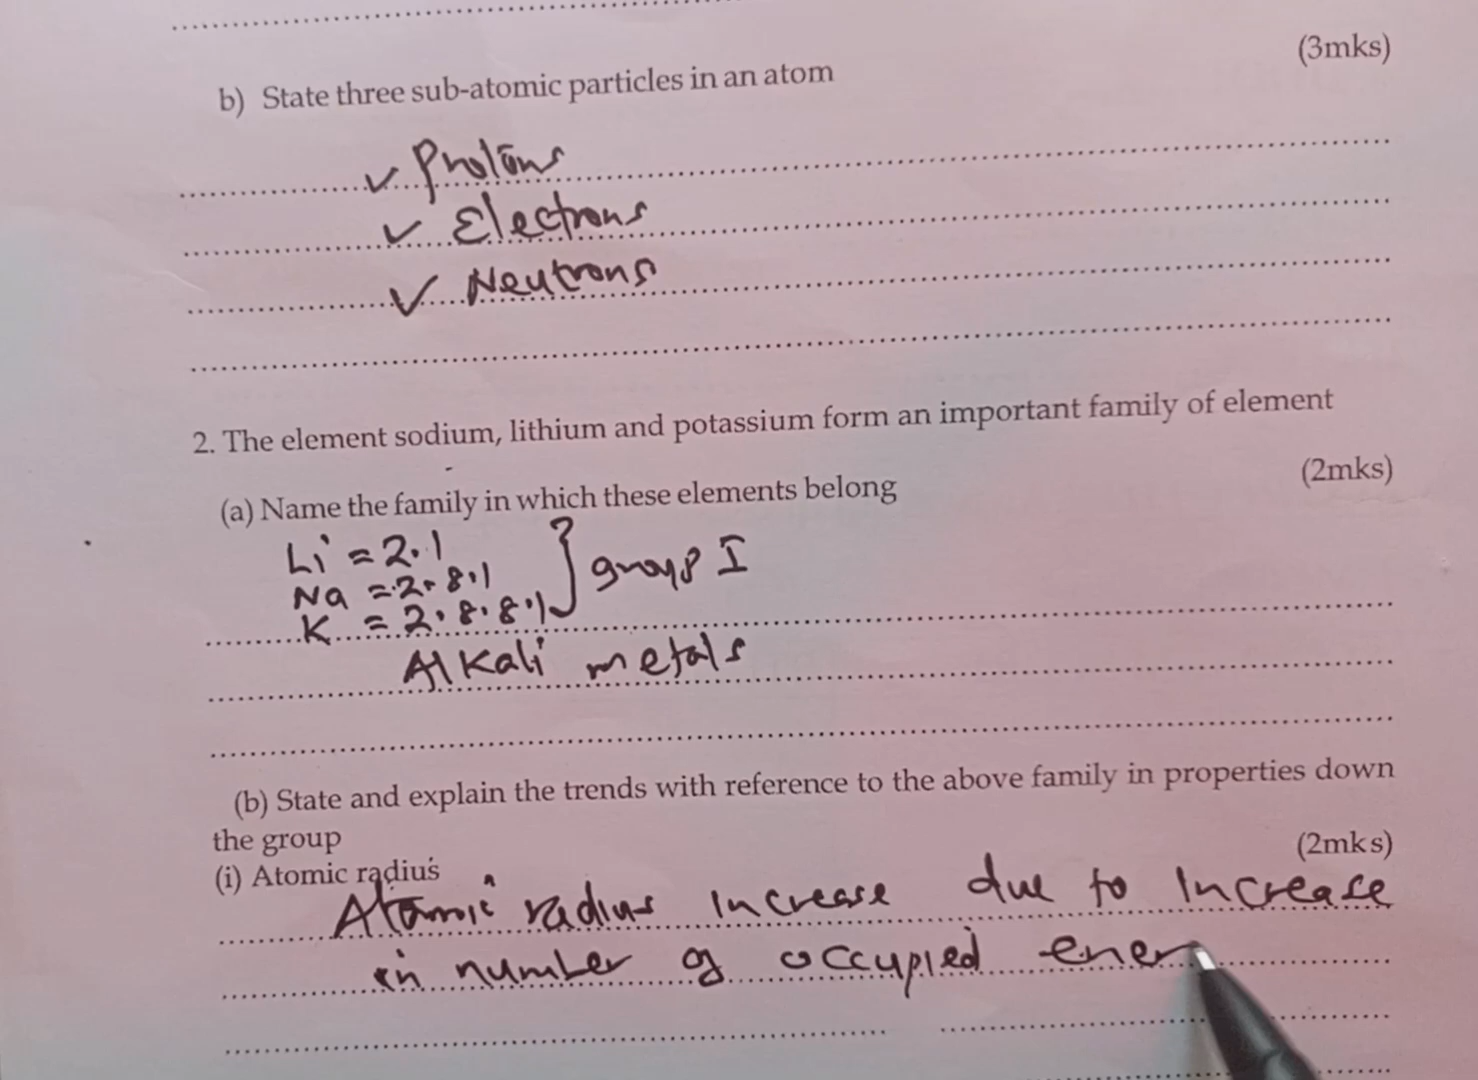 (3mks)
b) State three sub-atomic particles in an atom
✓ Protons
✓ Electrons
✓ Neutrons
2. The element sodium, lithium and potassium form an important family of element
(a) Name the family in which these elements belong (2mks)
Li = 2.1
Na = 2.8.1 } group I
K = 2.8.8.1
Alkali metals
(b) State and explain the trends with reference to the above family in properties down
the group (2mks)
(i) Atomic radius
Atomic radius increase due to increase
in number of occupied ener